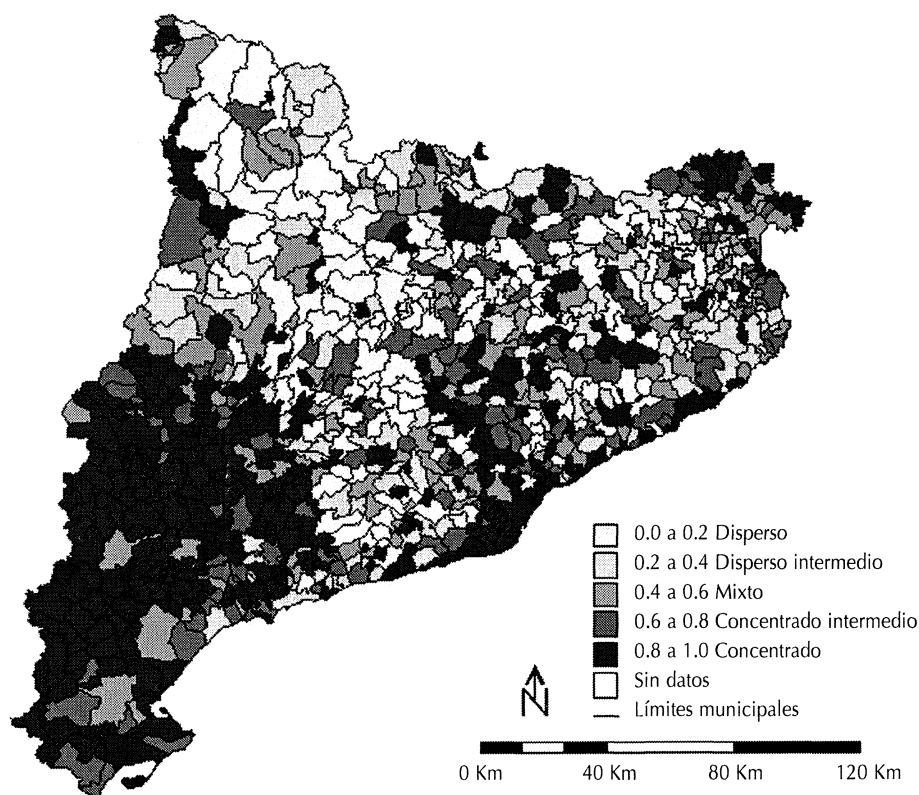 0.0 a 0.2 Disperso
0.2 a 0.4 Disperso intermedio
0.4 a 0.6 Mixto
0.6 a 0.8 Concentrado intermedio
0.8 a 1.0 Concentrado
Sin datos
Límites municipales
N
0 Km 40 Km 80 Km 120 Km